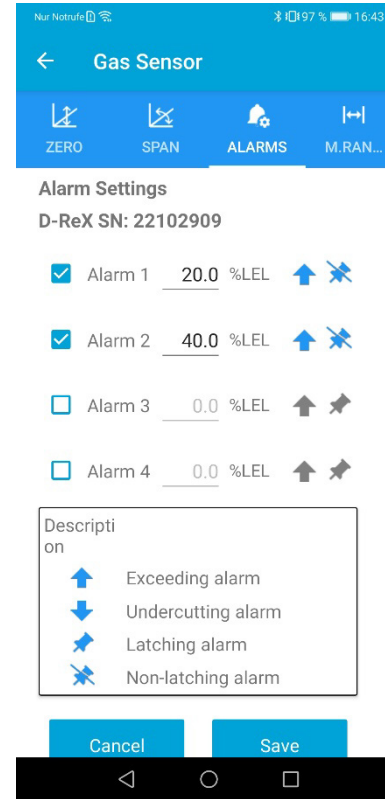 Nur Notrufe 97 % 16:43
Gas Sensor
ZERO SPAN ALARMS M.RAN...
Alarm Settings
D-ReX SN: 22102909
Alarm 1 20.0 %LEL
Alarm 2 40.0 %LEL
Alarm 3 0.0 %LEL
Alarm 4 0.0 %LEL
Descripti
on
Exceeding alarm
Undercutting alarm
Latching alarm
Non-latching alarm
Cancel Save